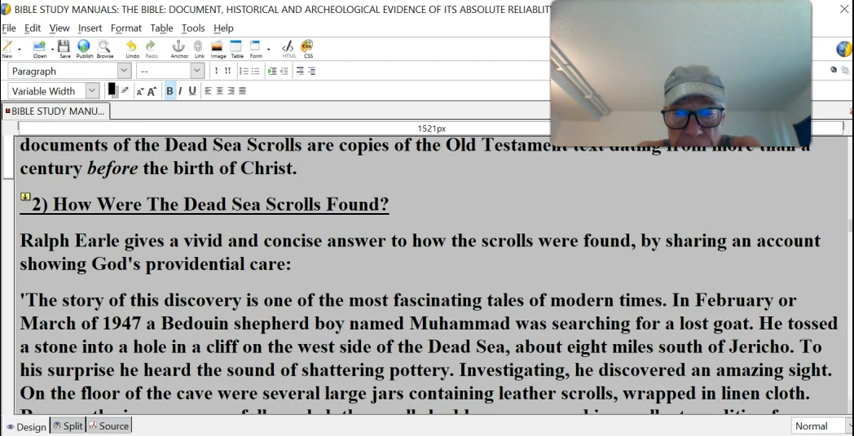 BIBLE STUDY MANUALS: THE BIBLE: DOCUMENT, HISTORICAL AND ARCHEOLOGICAL EVIDENCE OF ITS ABSOLUTE RELIABLIT
File Edit View Insert Format Table Tools Help
New Open Save Publish Browse Undo Redo Anchor Link Image Table Form HTML CSS
Paragraph --
Variable Width B I U
BIBLE STUDY MANU...
1521px
documents of the Dead Sea Scrolls are copies of the Old Testament text dating from more than a
century before the birth of Christ.
2) How Were The Dead Sea Scrolls Found?
Ralph Earle gives a vivid and concise answer to how the scrolls were found, by sharing an account
showing God's providential care:
'The story of this discovery is one of the most fascinating tales of modern times. In February or
March of 1947 a Bedouin shepherd boy named Muhammad was searching for a lost goat. He tossed
a stone into a hole in a cliff on the west side of the Dead Sea, about eight miles south of Jericho. To
his surprise he heard the sound of shattering pottery. Investigating, he discovered an amazing sight.
On the floor of the cave were several large jars containing leather scrolls, wrapped in linen cloth.
Design Split Source Normal